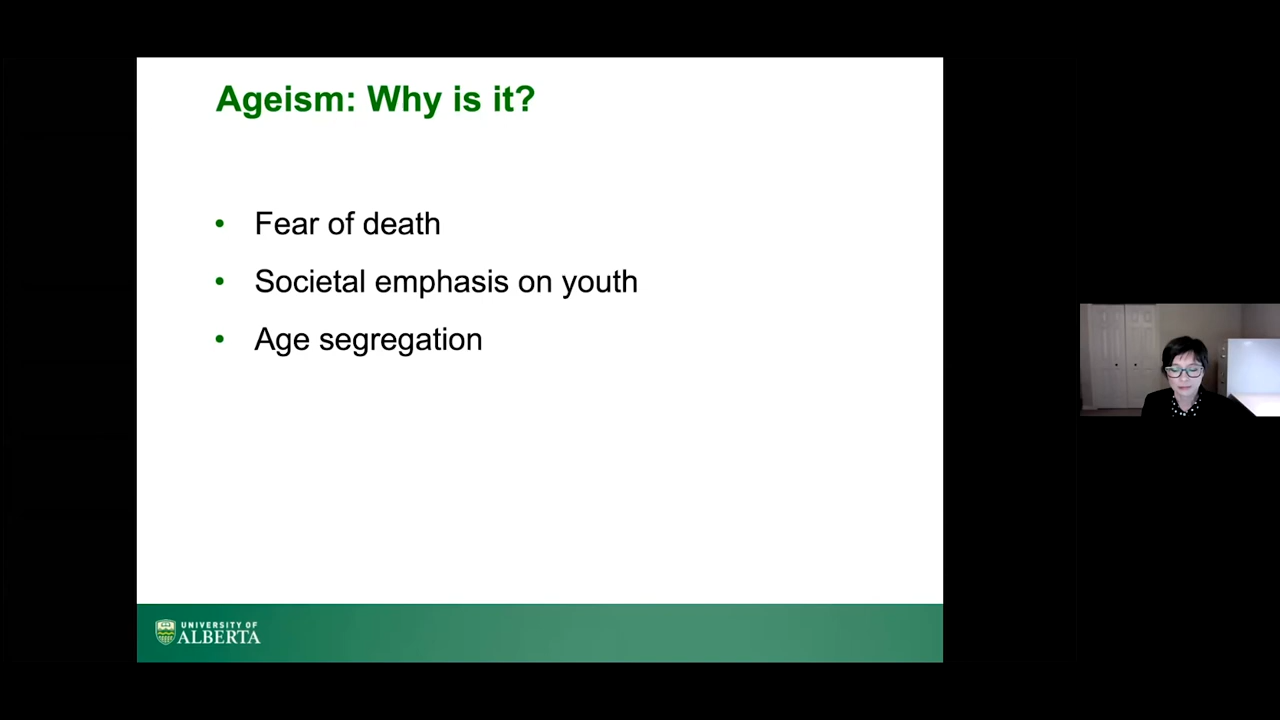 Ageism: Why is it?
• Fear of death
• Societal emphasis on youth
• Age segregation
UNIVERSITY OF
ALBERTA